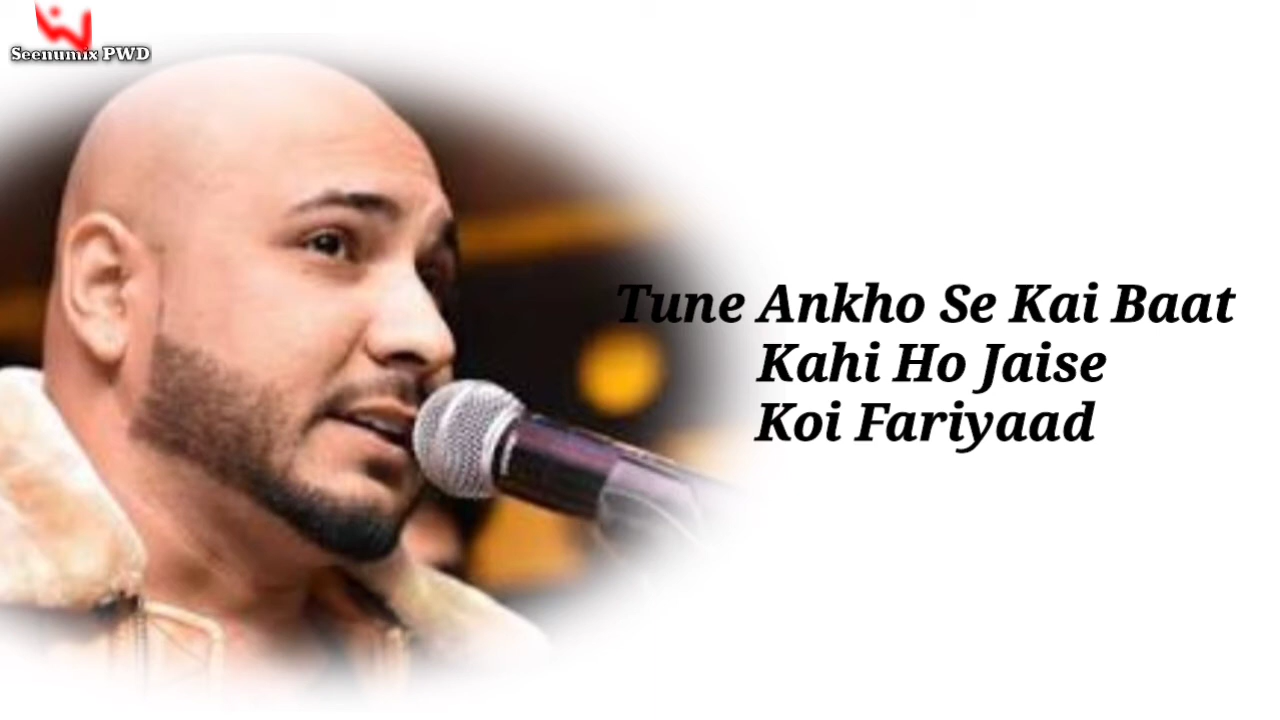 Seenumix PWD
Tune Ankho Se Kai Baat
Kahi Ho Jaise
Koi Fariyaad